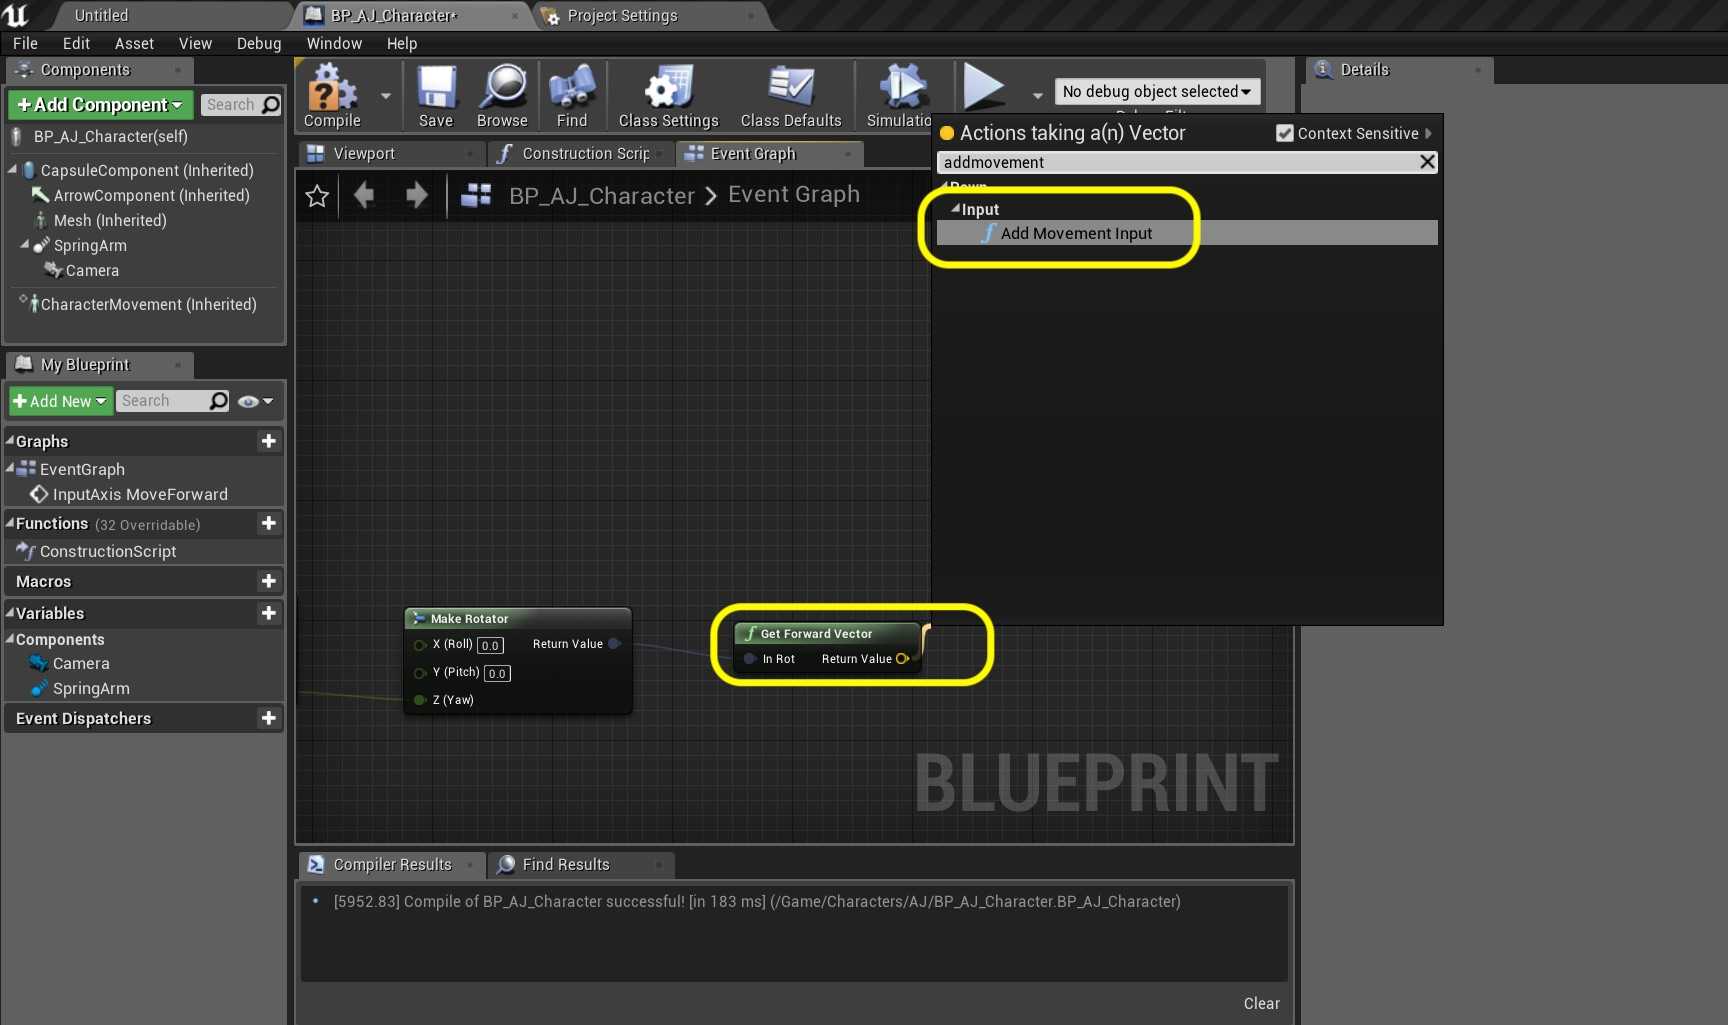 Untitled
BP_AJ_Character*
Project Settings
File Edit Asset View Debug Window Help
Components
+Add Component
Search
BP_AJ_Character(self)
CapsuleComponent (Inherited)
ArrowComponent (Inherited)
Mesh (Inherited)
SpringArm
Camera
CharacterMovement (Inherited)
My Blueprint
+Add New
Search
Graphs
EventGraph
InputAxis MoveForward
Functions (32 Overridable)
ConstructionScript
Macros
Variables
Components
Camera
SpringArm
Event Dispatchers
Compile
Save
Browse
Find
Class Settings
Class Defaults
Simulatio
No debug object selected
Viewport
Construction Scrip
Event Graph
BP_AJ_Character > Event Graph
Actions taking a(n) Vector
Context Sensitive
addmovement
Input
Add Movement Input
Make Rotator
X (Roll) 0.0
Return Value
Y (Pitch) 0.0
Z (Yaw)
Get Forward Vector
In Rot
Return Value
BLUEPRINT
Compiler Results
Find Results
[5952.83] Compile of BP_AJ_Character successful! [in 183 ms] (/Game/Characters/AJ/BP_AJ_Character.BP_AJ_Character)
Clear
Details